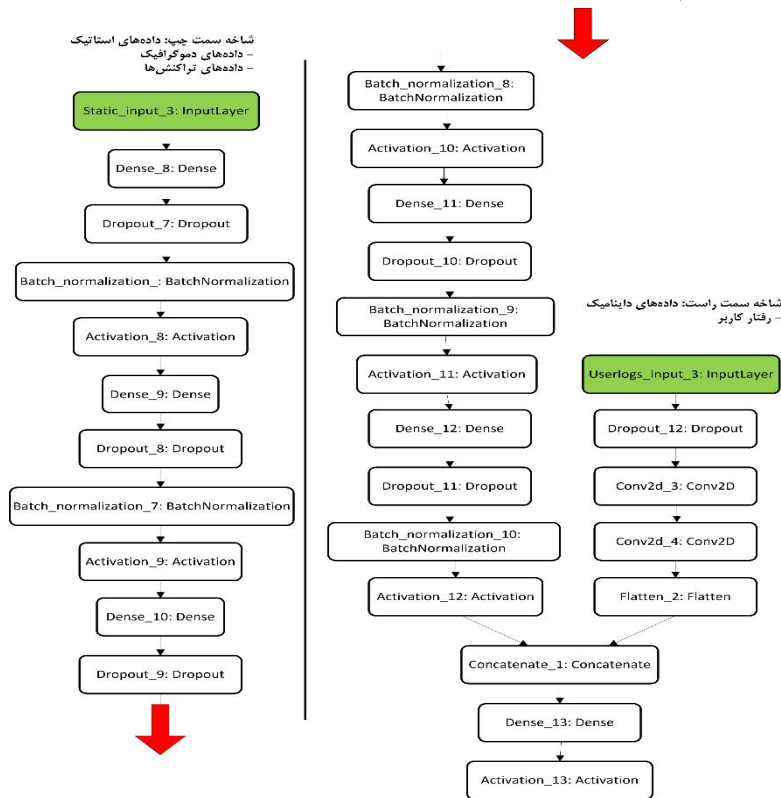 شاخه سمت چپ: داده‌های استاتیک
- داده‌های دموگرافیک
- داده‌های تراکنش‌ها
Static_input_3: InputLayer
Dense_8: Dense
Dropout_7: Dropout
Batch_normalization_: BatchNormalization
Activation_8: Activation
Dense_9: Dense
Dropout_8: Dropout
Batch_normalization_7: BatchNormalization
Activation_9: Activation
Dense_10: Dense
Dropout_9: Dropout
Batch_normalization_8:
BatchNormalization
Activation_10: Activation
Dense_11: Dense
Dropout_10: Dropout
Batch_normalization_9:
BatchNormalization
Activation_11: Activation
Dense_12: Dense
Dropout_11: Dropout
Batch_normalization_10:
BatchNormalization
Activation_12: Activation
شاخه سمت راست: داده‌های داینامیک
- رفتار کاربر
Userlogs_input_3: InputLayer
Dropout_12: Dropout
Conv2d_3: Conv2D
Conv2d_4: Conv2D
Flatten_2: Flatten
Concatenate_1: Concatenate
Dense_13: Dense
Activation_13: Activation